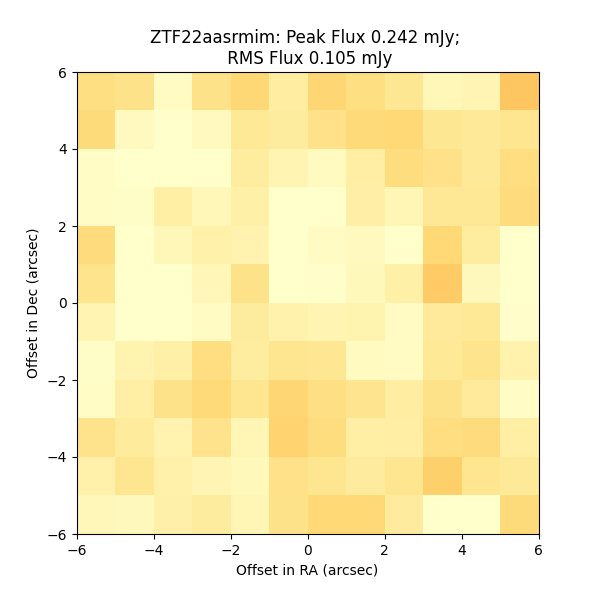 ZTF22aasrmim: Peak Flux 0.242 mJy;
RMS Flux 0.105 mJy
6
4
2
0
−2
−4
−6
Offset in Dec (arcsec)
−6 −4 −2 0 2 4 6
Offset in RA (arcsec)